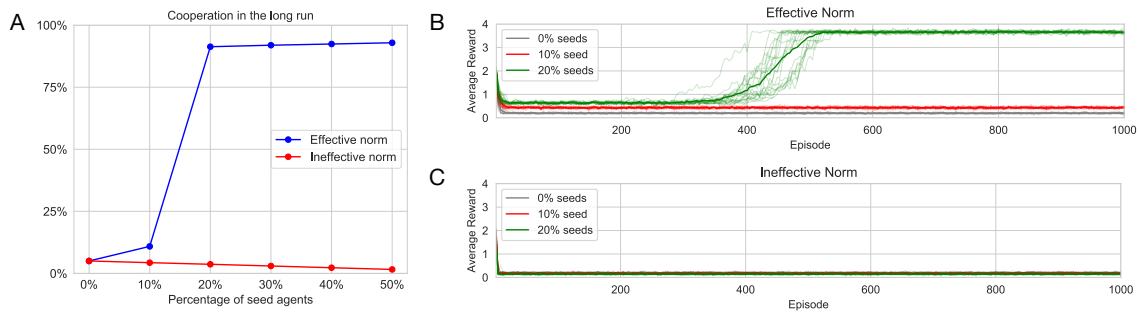 A
Cooperation in the long run
100%
75%
50%
25%
0%
Effective norm
Ineffective norm
0%
10%
20%
30%
40%
50%
Percentage of seed agents
B
Effective Norm
Average Reward
4
3
2
1
0
0% seeds
10% seeds
20% seeds
200
400
600
800
1000
Episode
C
Ineffective Norm
Average Reward
4
3
2
1
0
0% seeds
10% seed
20% seeds
200
400
600
800
1000
Episode